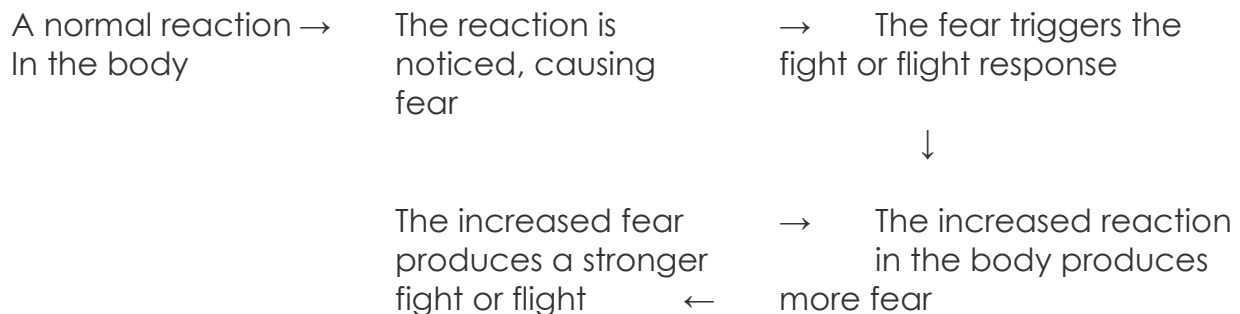 A normal reaction →
In the body
The reaction is
noticed, causing
fear
→ The fear triggers the
fight or flight response
↓
The increased fear
produces a stronger
fight or flight ←
→ The increased reaction
in the body produces
more fear